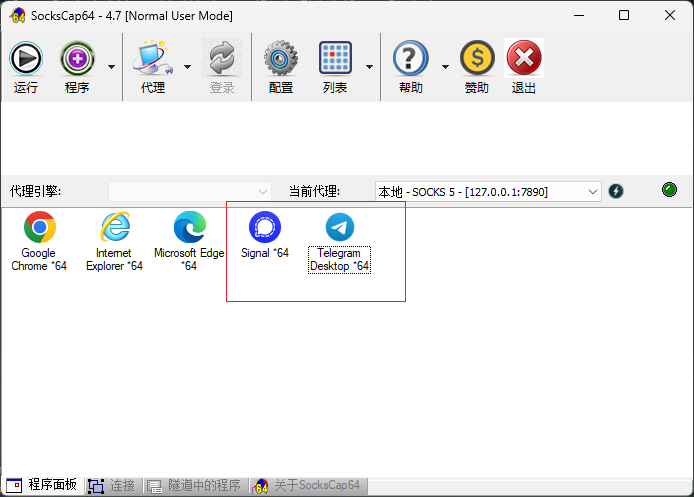 SocksCap64 - 4.7 [Normal User Mode]
运行 程序 代理 登录 配置 列表 帮助 赞助 退出
代理引擎: 当前代理: 本地 - SOCKS 5 - [127.0.0.1:7890]
Google Internet Microsoft Edge Signal *64 Telegram
Chrome *64 Explorer *64 *64 Desktop *64
程序面板 连接 隧道中的程序 关于SocksCap64